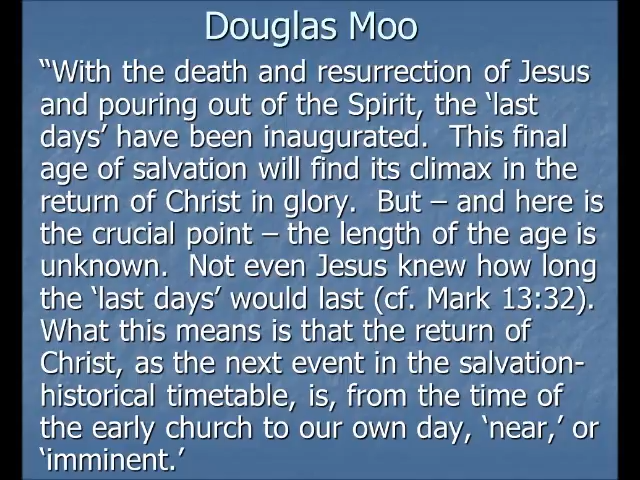 Douglas Moo
“With the death and resurrection of Jesus
and pouring out of the Spirit, the ‘last
days’ have been inaugurated.  This final
age of salvation will find its climax in the
return of Christ in glory.  But – and here is
the crucial point – the length of the age is
unknown.  Not even Jesus knew how long
the ‘last days’ would last (cf. Mark 13:32).
What this means is that the return of
Christ, as the next event in the salvation-
historical timetable, is, from the time of
the early church to our own day, ‘near,’ or
‘imminent.’